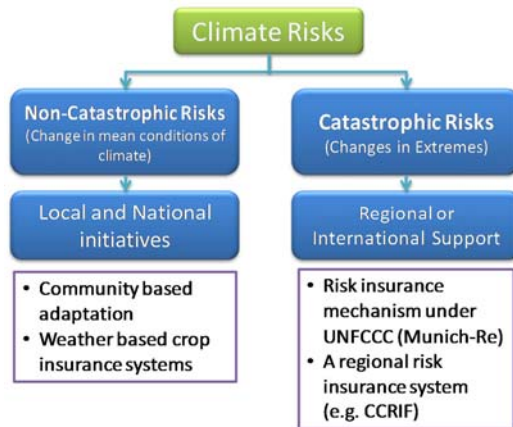 Climate Risks
Non-Catastrophic Risks
(Change in mean conditions of
climate)
Local and National
initiatives
• Community based
adaptation
• Weather based crop
insurance systems
Catastrophic Risks
(Changes in Extremes)
Regional or
International Support
• Risk insurance
mechanism under
UNFCCC (Munich-Re)
• A regional risk
insurance system
(e.g. CCRIF)